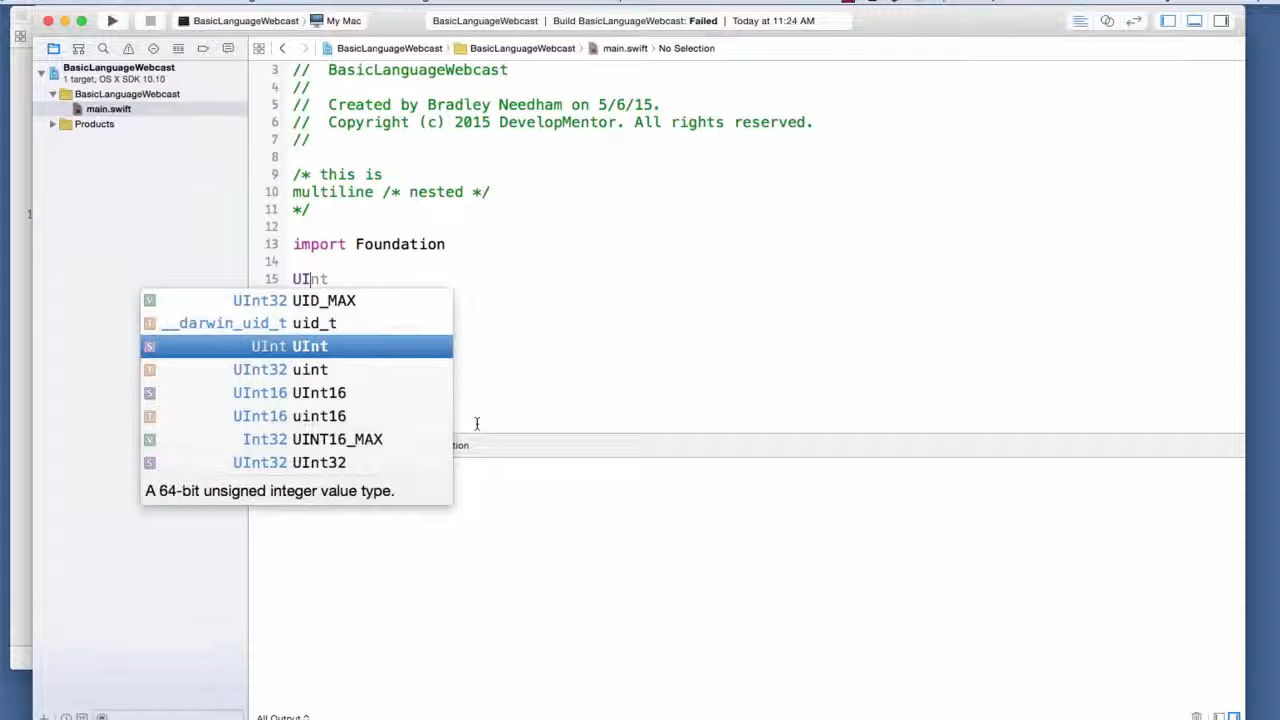 BasicLanguageWebcast My Mac BasicLanguageWebcast | Build BasicLanguageWebcast: Failed | Today at 11:24 AM
BasicLanguageWebcast BasicLanguageWebcast main.swift No Selection
BasicLanguageWebcast
1 target, OS X SDK 10.10
BasicLanguageWebcast
main.swift
Products
3 // BasicLanguageWebcast
4 //
5 // Created by Bradley Needham on 5/6/15.
6 // Copyright (c) 2015 DevelopMentor. All rights reserved.
7 //
8
9 /* this is
10 multiline /* nested */
11 */
12
13 import Foundation
14
15 UInt
UInt32 UID_MAX
__darwin_uid_t uid_t
UInt UInt
UInt32 uint
UInt16 UInt16
UInt16 uint16
Int32 UINT16_MAX
UInt32 UInt32
A 64-bit unsigned integer value type.
tion
1
All Output